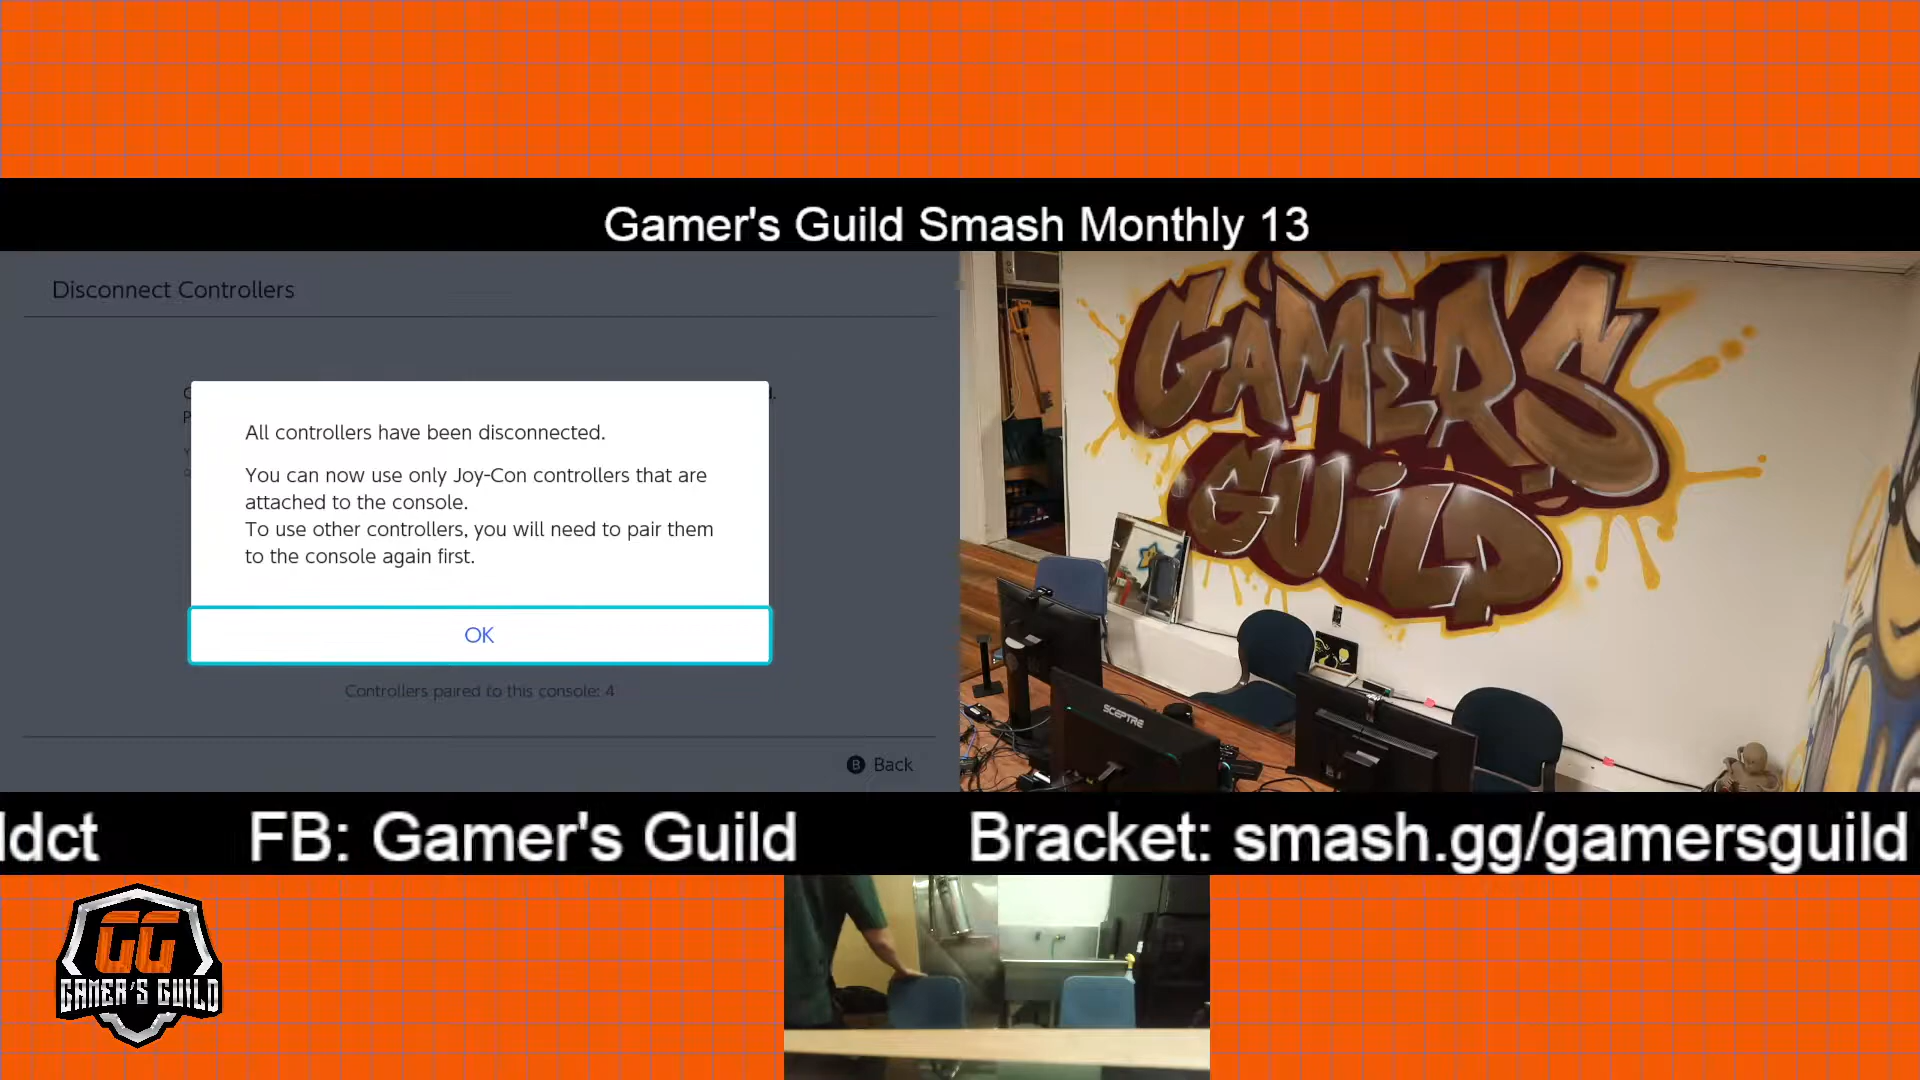 Gamer's Guild Smash Monthly 13
Disconnect Controllers
All controllers have been disconnected.
You can now use only Joy-Con controllers that are
attached to the console.
To use other controllers, you will need to pair them
to the console again first.
OK
Controllers paired to this console: 4
B Back
GAMERS
GUILD
SCEPTRE
ldct FB: Gamer's Guild Bracket: smash.gg/gamersguild
GG
GAMER'S GUILD